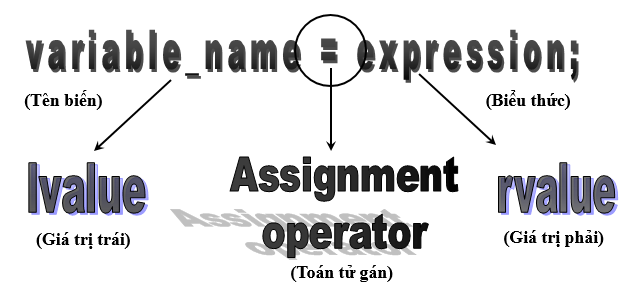 variable_name = expression;
(Tên biến) (Biểu thức)
lvalue Assignment operator rvalue
(Giá trị trái) (Toán tử gán) (Giá trị phải)